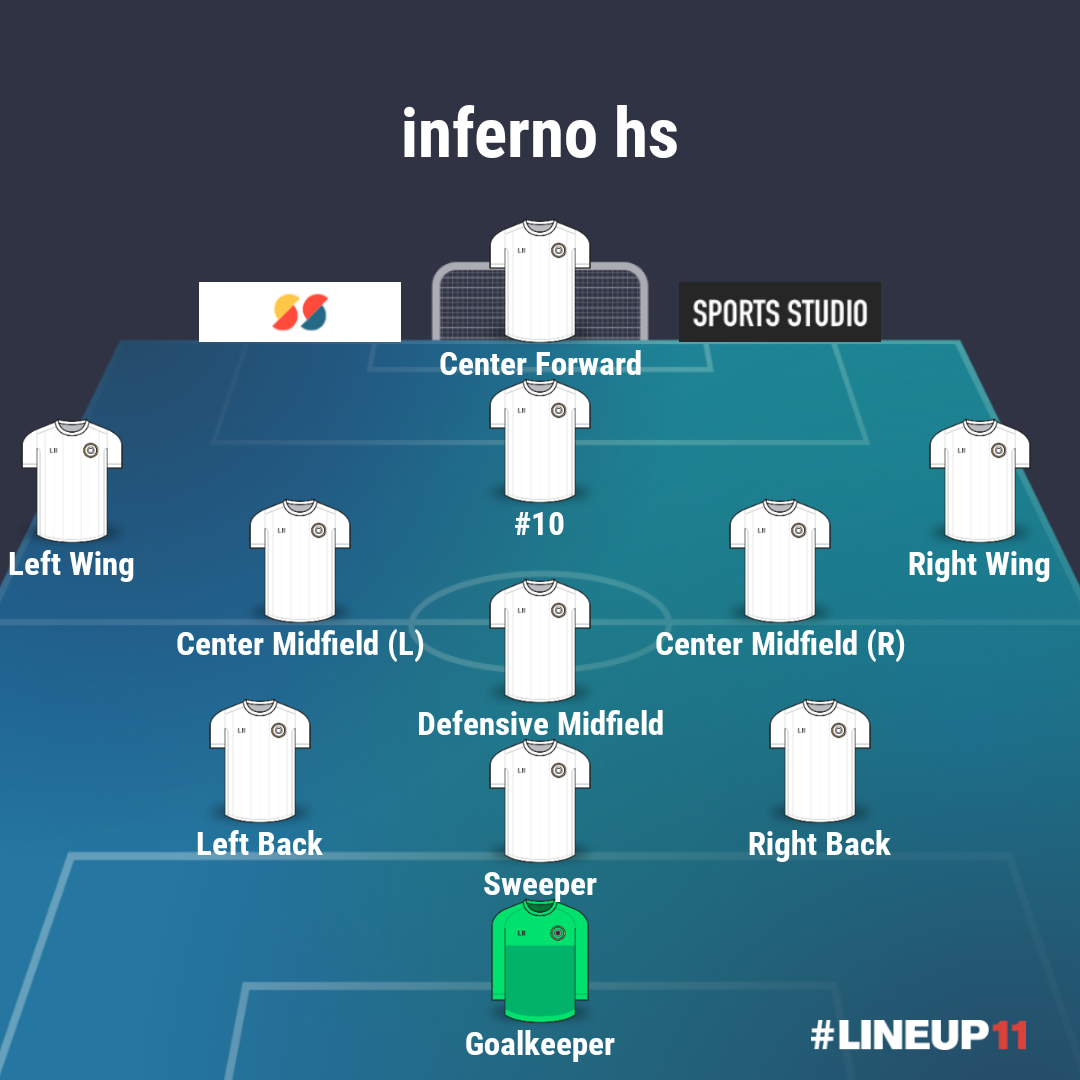 inferno hs
SPORTS STUDIO
Center Forward
#10
Left Wing
Right Wing
Center Midfield (L)
Center Midfield (R)
Defensive Midfield
Left Back
Right Back
Sweeper
Goalkeeper
#LINEUP11